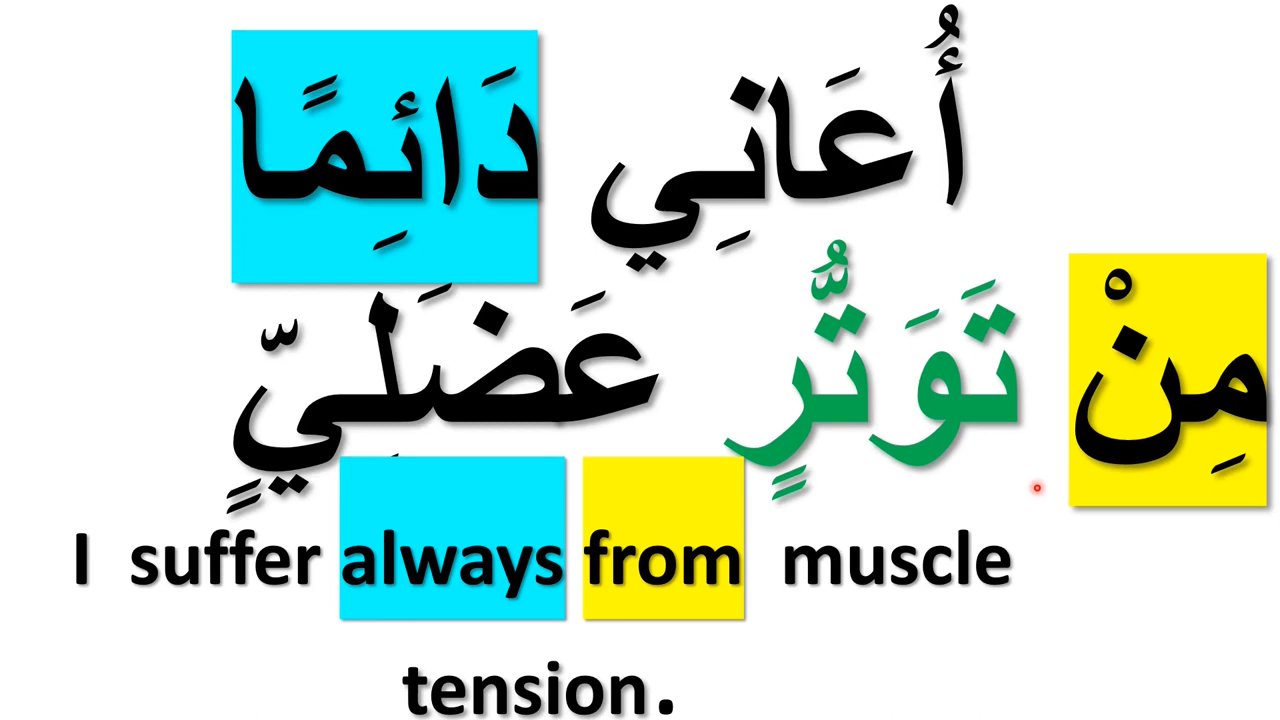 أُعَانِي دَائِمًا
مِنْ تَوَتُّرٍ عَضَلِيٍّ
I suffer always from muscle
tension.